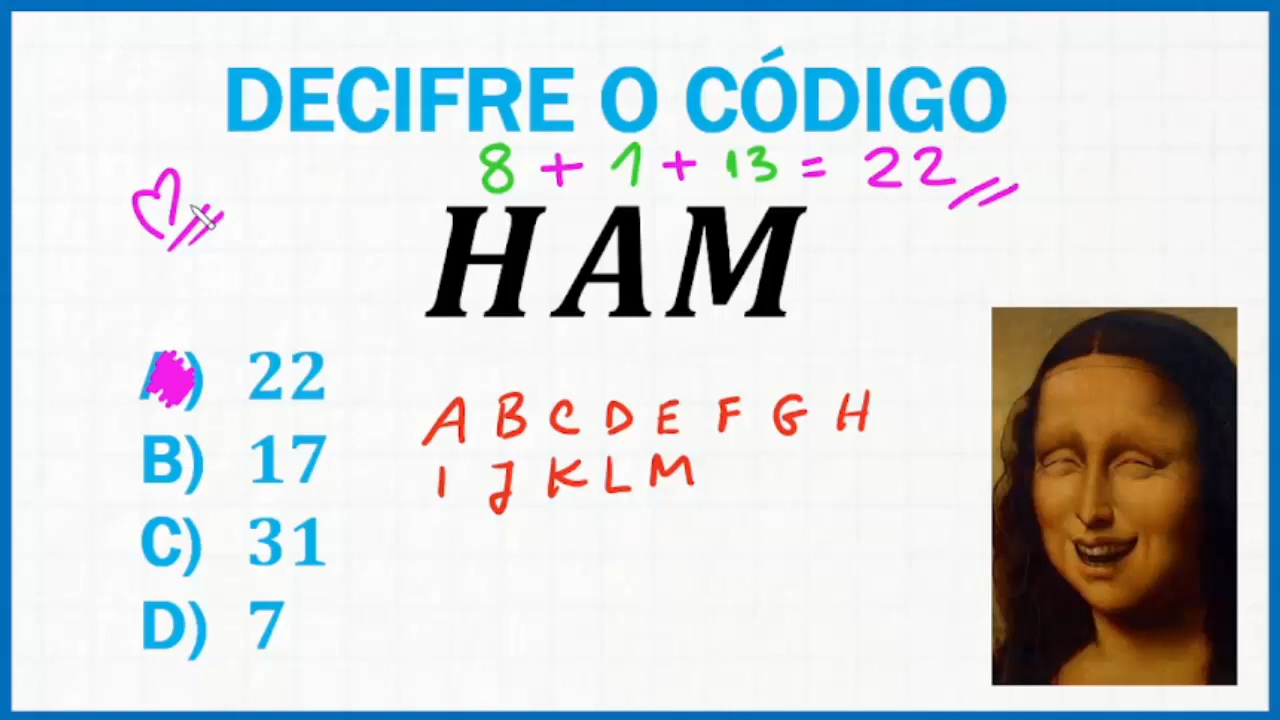 DECIFRE O CÓDIGO
8 + 1 + 13 = 22
HAM
A) 22
B) 17
C) 31
D) 7
A B C D E F G H
I J K L M